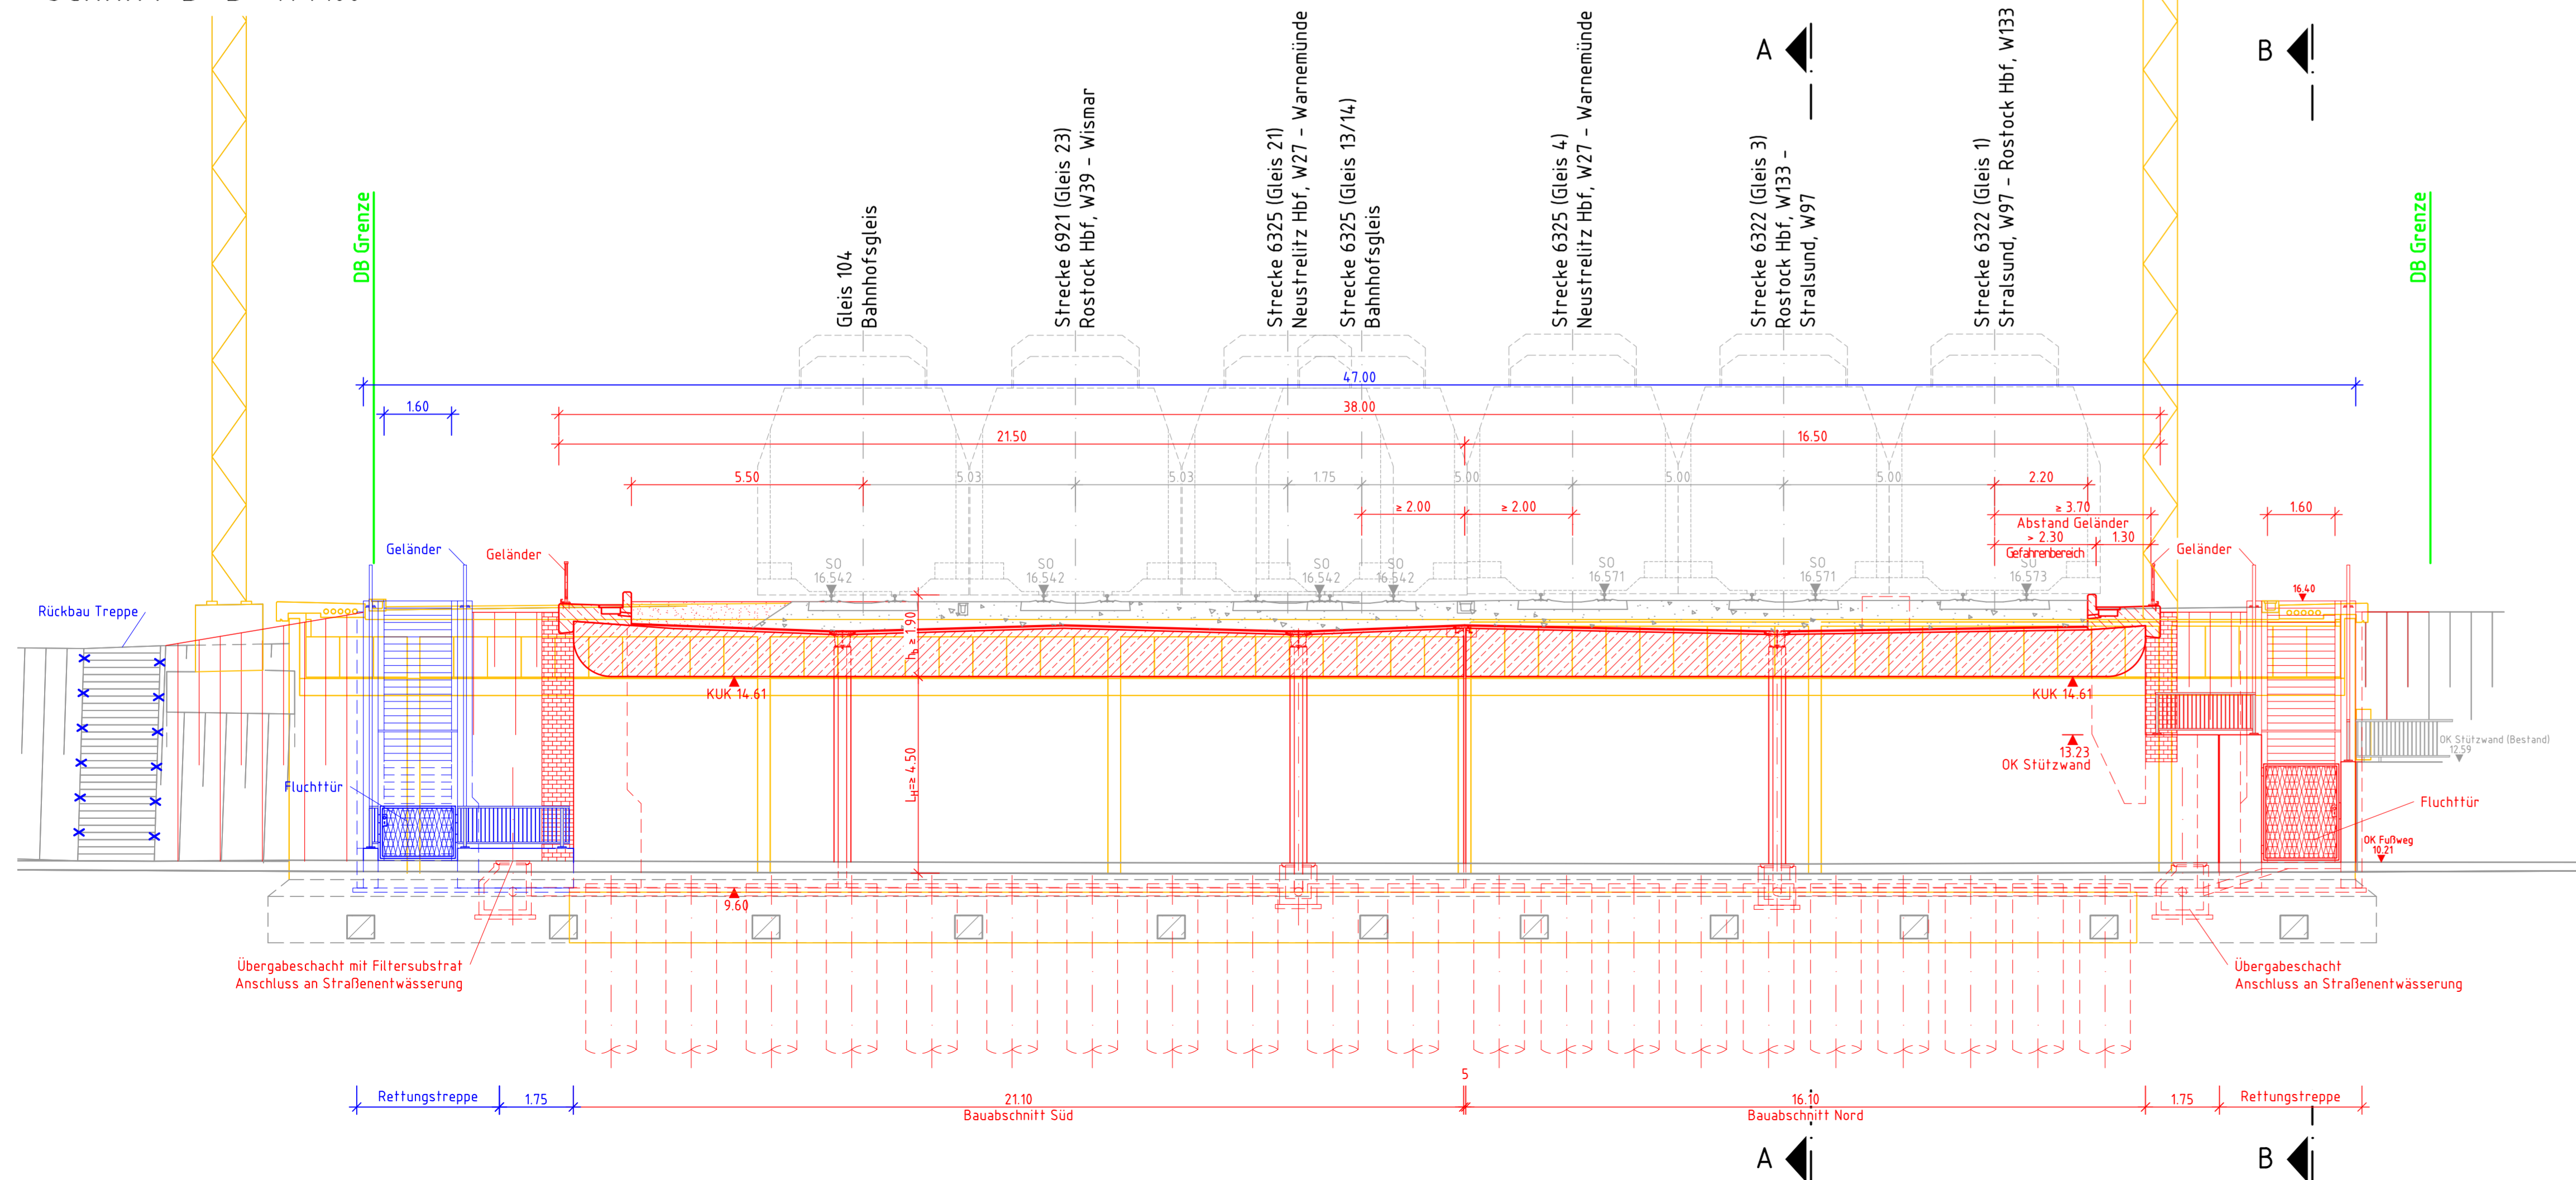 A
B
DB Grenze
Gleis 104
Bahnhofsgleis
Strecke 6921 (Gleis 23)
Rostock Hbf, W39 - Wismar
Strecke 6325 (Gleis 21)
Neustrelitz Hbf, W27 - Warnemünde
Strecke 6325 (Gleis 13/14)
Bahnhofsgleis
Strecke 6325 (Gleis 4)
Neustrelitz Hbf, W27 - Warnemünde
Strecke 6322 (Gleis 3)
Rostock Hbf, W133 -
Stralsund, W97
Strecke 6322 (Gleis 1)
Stralsund, W97 - Rostock Hbf, W133
DB Grenze
47.00
1.60
38.00
21.50
16.50
5.50
5.03
5.03
1.75
5.00
5.00
5.00
2.20
≥ 2.00
≥ 2.00
≥ 3.70
Abstand Geländer
> 2.30
1.30
Gefahrenbereich
1.60
Geländer
Geländer
Geländer
SO
16.542
SO
16.542
SO
16.542
SO
16.542
SO
16.571
SO
16.571
SO
16.573
16.40
Rückbau Treppe
≥ 1.90
KUK 14.61
KUK 14.61
13.23
OK Stützwand
OK Stützwand (Bestand)
12.59
LH= ≥ 4.50
Fluchttür
Fluchttür
OK Fußweg
10.21
9.60
Übergabeschacht mit Filtersubstrat
Anschluss an Straßenentwässerung
Übergabeschacht
Anschluss an Straßenentwässerung
5
Rettungstreppe
1.75
21.10
Bauabschnitt Süd
16.10
Bauabschnitt Nord
1.75
Rettungstreppe
A
B